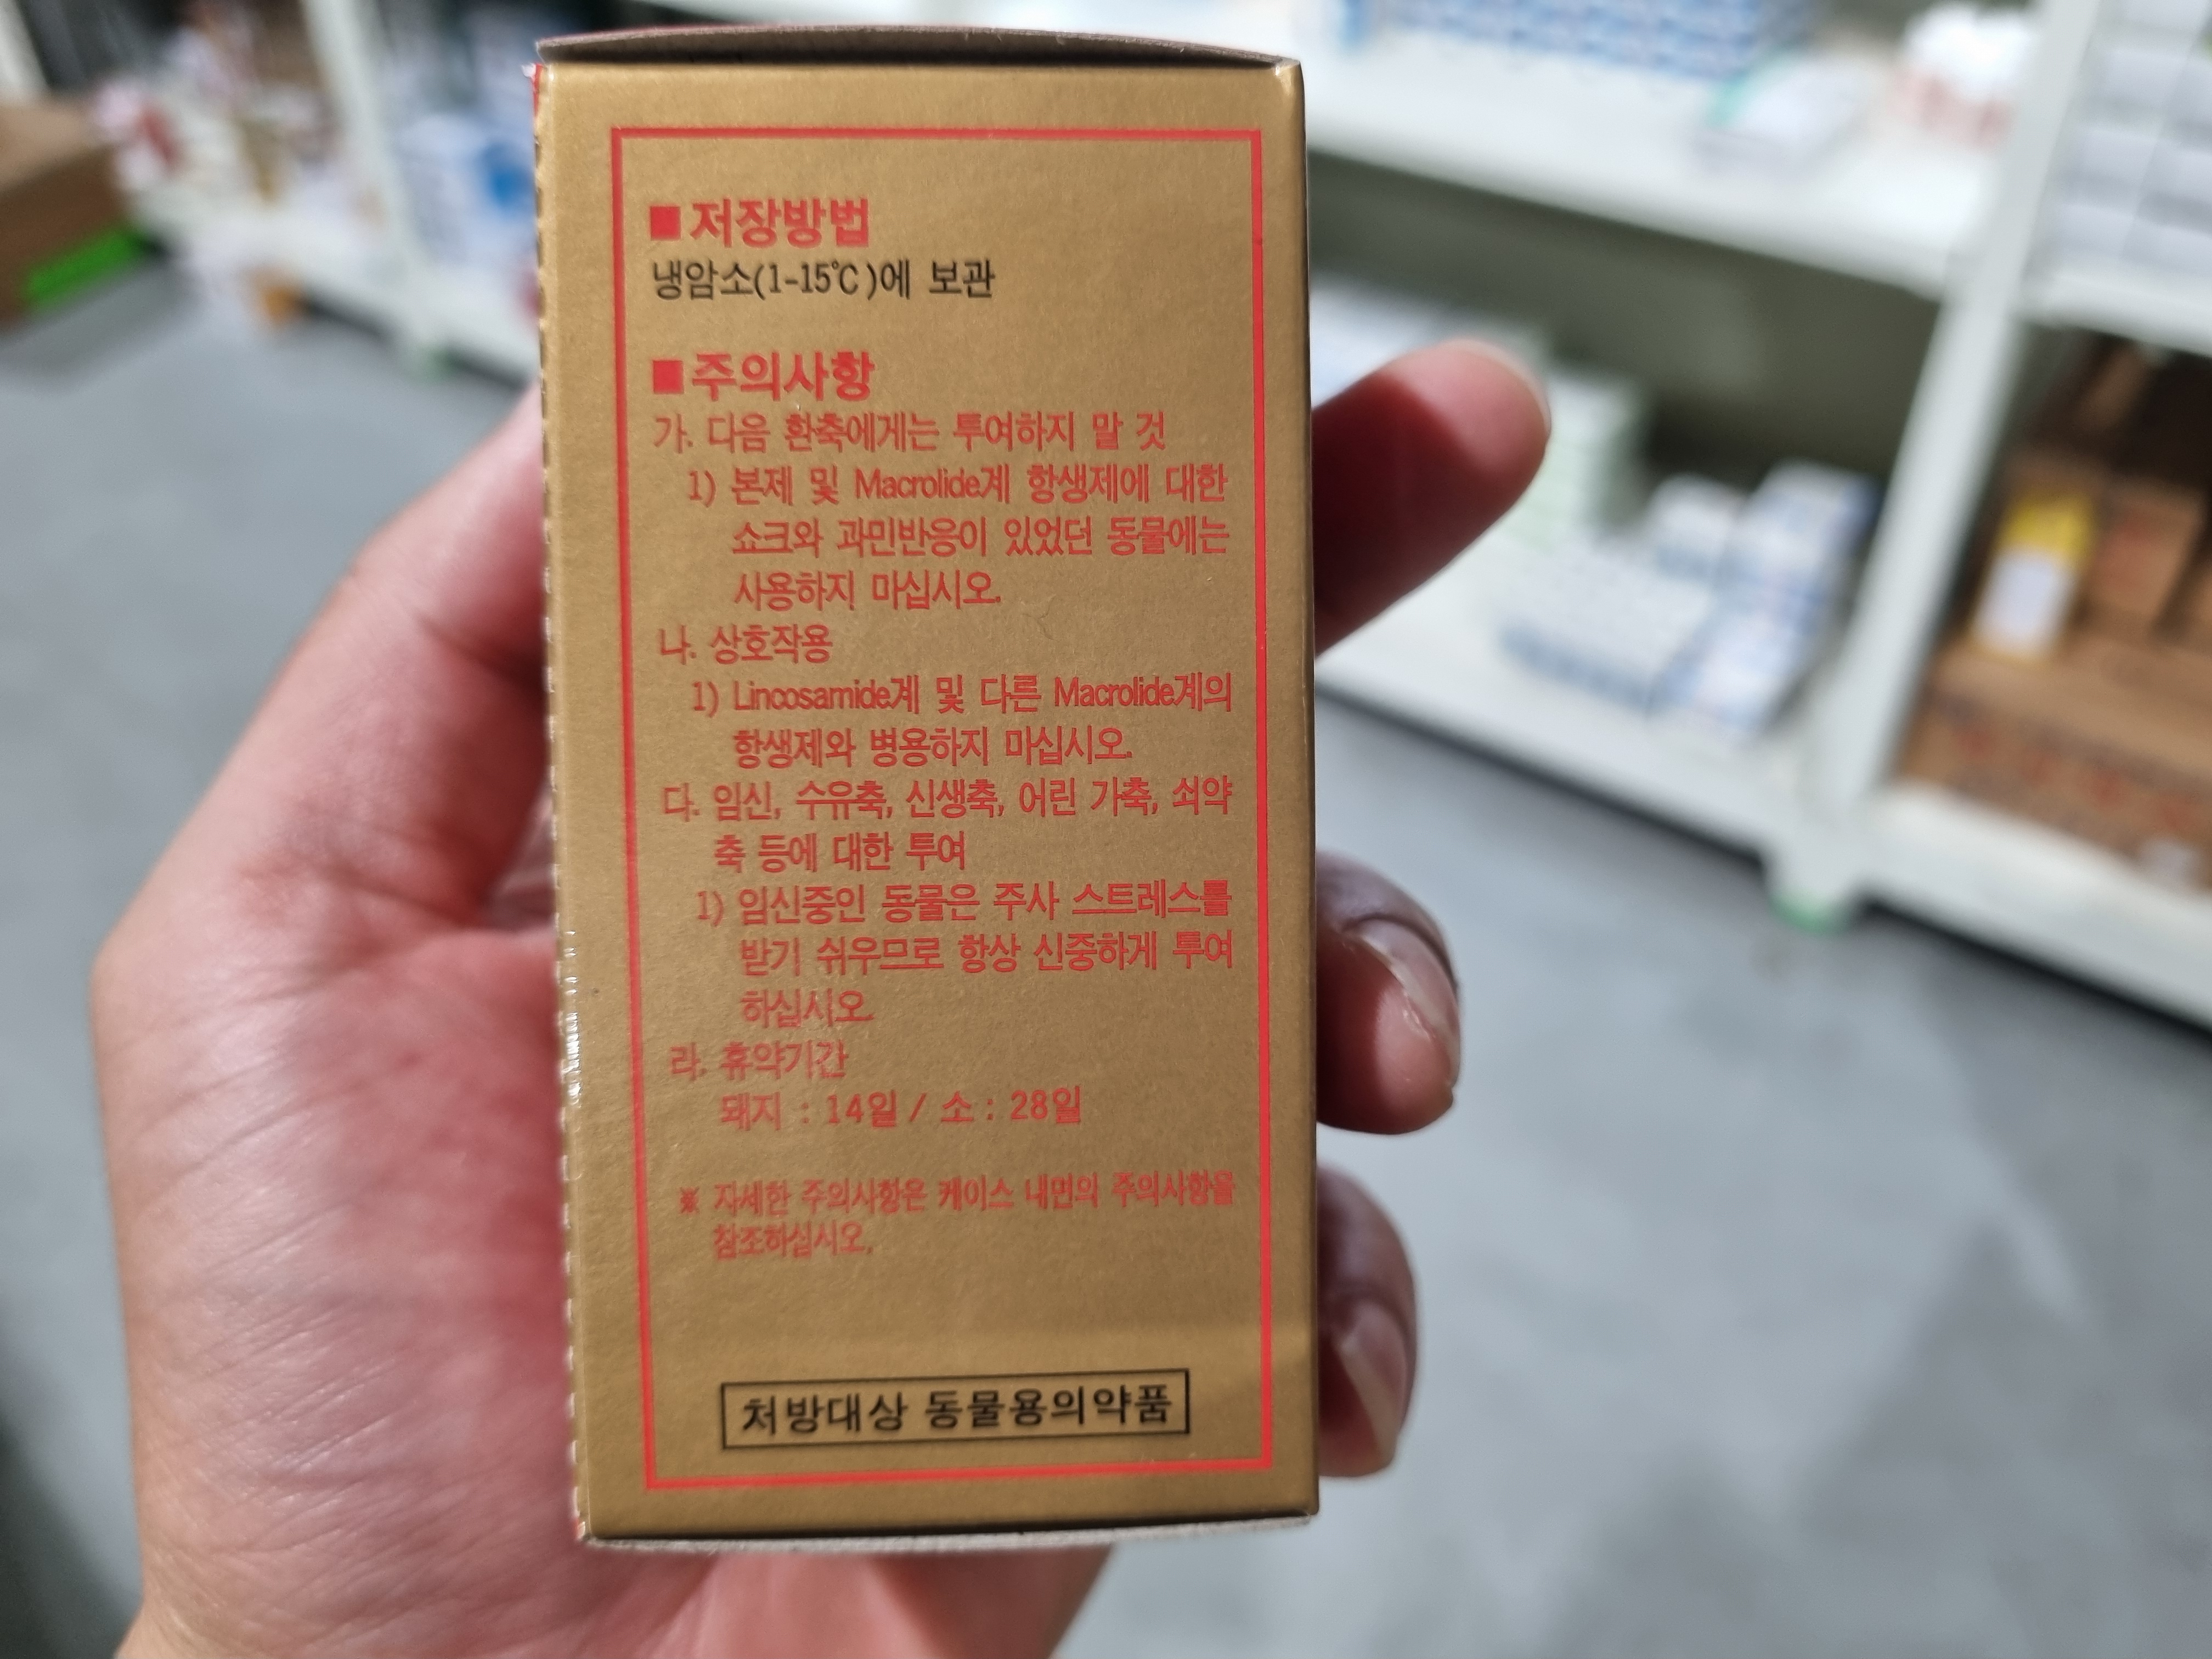 ■저장방법
냉암소(1-15℃)에 보관
■주의사항
가. 다음 환축에게는 투여하지 말 것
1) 본제 및 Macrolide계 항생제에 대한
쇼크와 과민반응이 있었던 동물에는
사용하지 마십시오.
나. 상호작용
1) Lincosamide계 및 다른 Macrolide계의
항생제와 병용하지 마십시오.
다. 임신, 수유축, 신생축, 어린 가축, 쇠약
축 등에 대한 투여
1) 임신중인 동물은 주사 스트레스를
받기 쉬우므로 항상 신중하게 투여
하십시오.
라. 휴약기간
돼지 : 14일 / 소 : 28일
※ 자세한 주의사항은 케이스 내면의 주의사항을
참조하십시오.
처방대상 동물용의약품